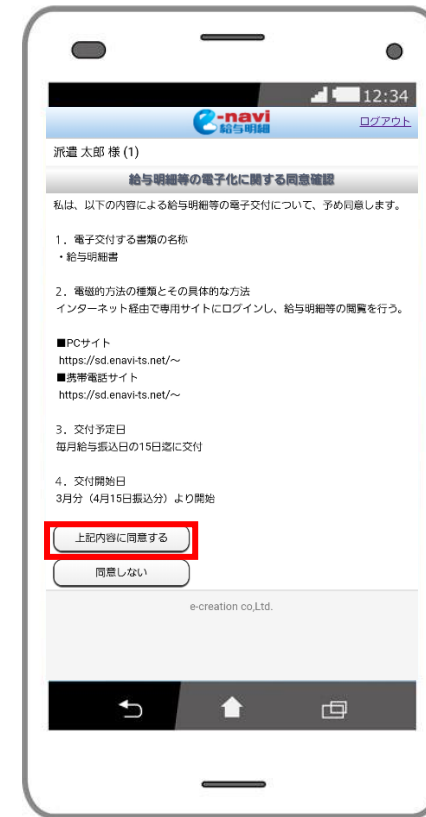 12:34
e-navi
給与明細
ログアウト
派遣 太郎 様 (1)
給与明細等の電子化に関する同意確認
私は、以下の内容による給与明細等の電子交付について、予め同意します。
1．電子交付する書類の名称
・給与明細書
2．電磁的方法の種類とその具体的な方法
インターネット経由で専用サイトにログインし、給与明細等の閲覧を行う。
■PCサイト
https://sd.enavi-ts.net/～
■携帯電話サイト
https://sd.enavi-ts.net/～
3．交付予定日
毎月給与振込日の15日迄に交付
4．交付開始日
3月分（4月15日振込分）より開始
上記内容に同意する
同意しない
e-creation co,Ltd.